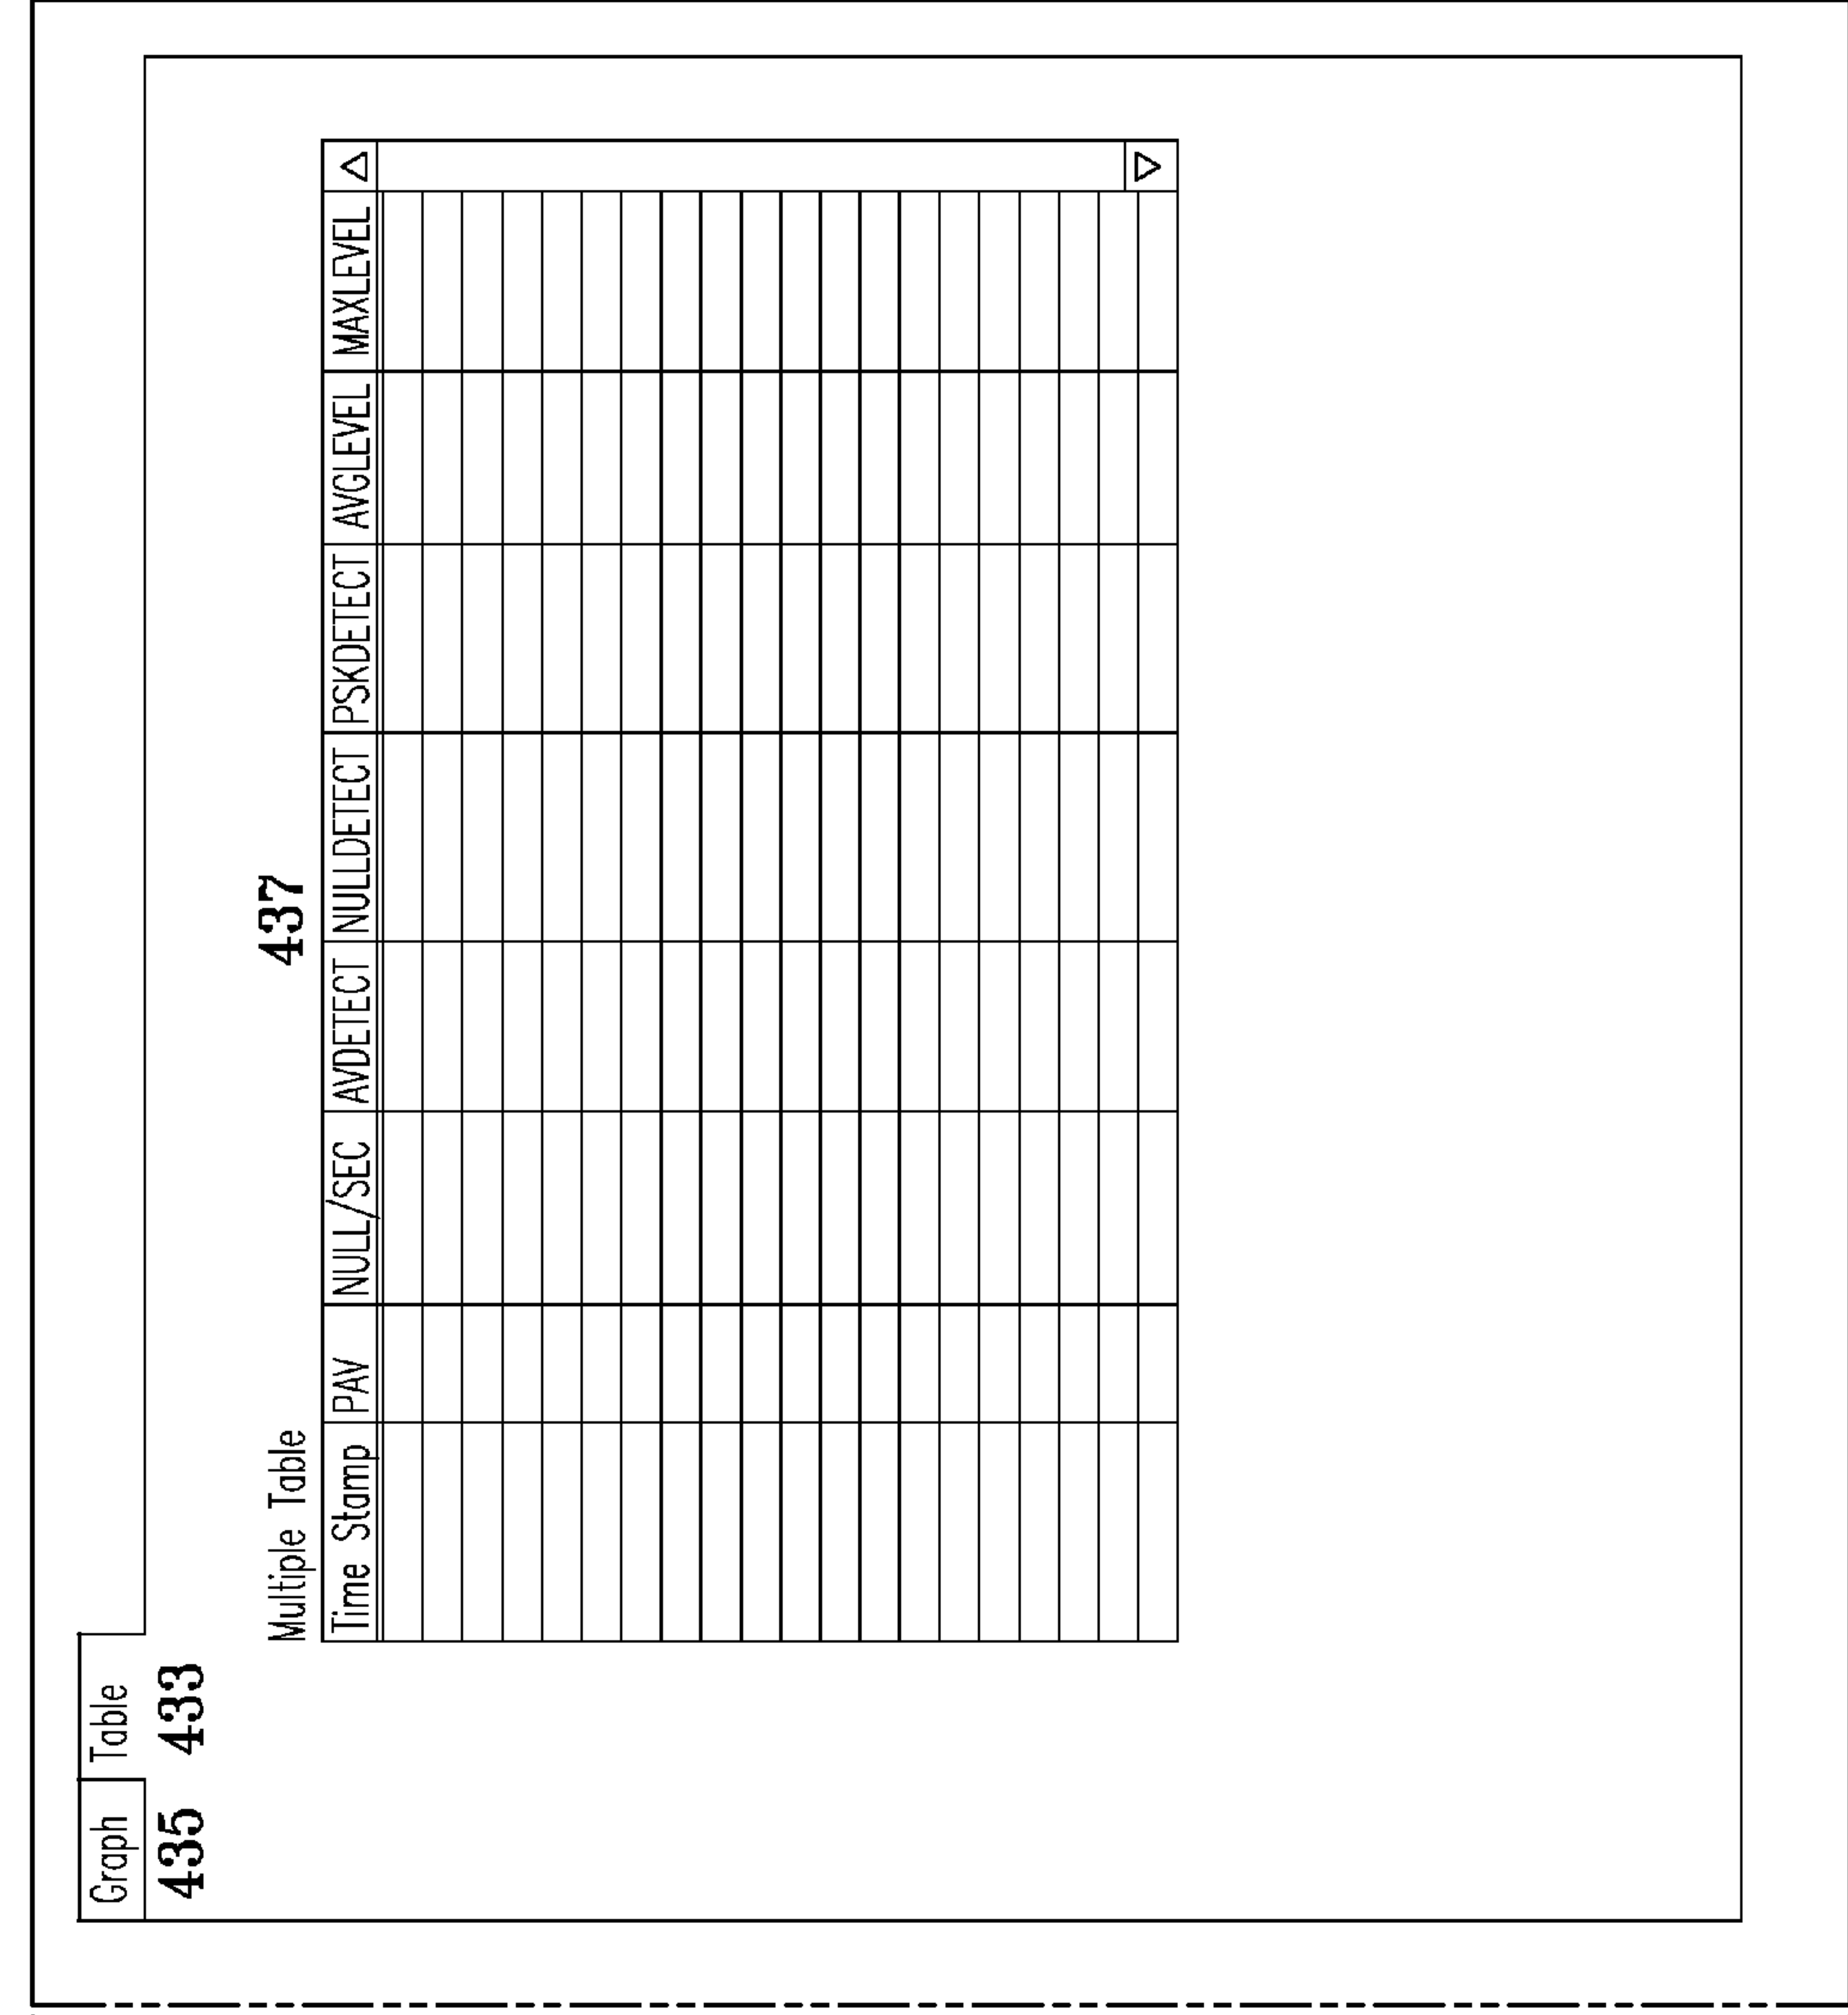 Graph Table
435 433
437
Multiple Table
Time Stamp PAV NULL/SEC AVDETECT NULLDETECT PSKDETECT AVGLEVEL MAXLEVEL